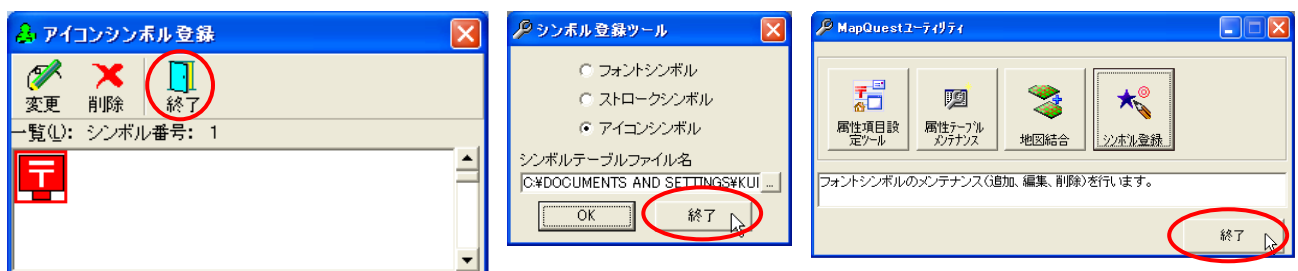 アイコンシンボル登録
変更
削除
終了
一覧(L): シンボル番号: 1
シンボル登録ツール
フォントシンボル
ストロークシンボル
アイコンシンボル
シンボルテーブルファイル名
C:¥DOCUMENTS AND SETTINGS¥KUI
...
OK
終了
MapQuestユーティリティ
属性項目設
定ツール
属性テーブル
メンテナンス
地図結合
シンボル登録
フォントシンボルのメンテナンス(追加、編集、削除)を行います。
終了